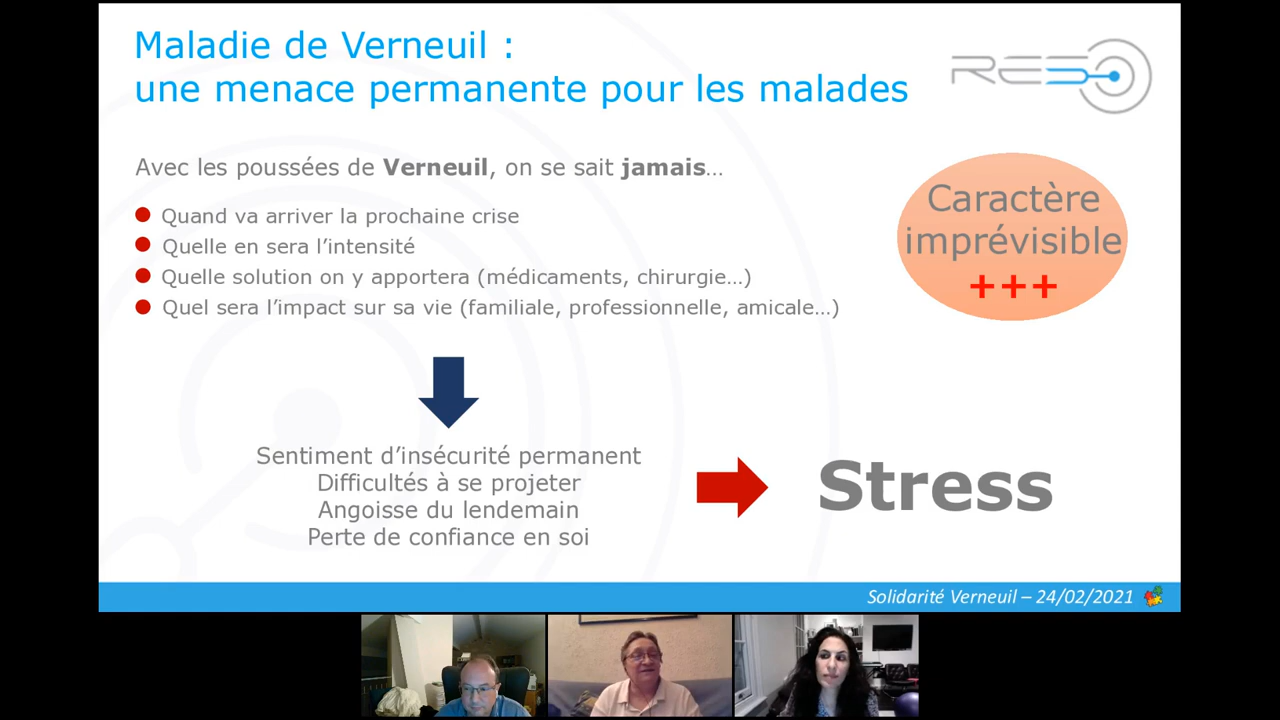 Maladie de Verneuil :
une menace permanente pour les malades
RESO
Avec les poussées de Verneuil, on se sait jamais…
Quand va arriver la prochaine crise
Quelle en sera l’intensité
Quelle solution on y apportera (médicaments, chirurgie…)
Quel sera l’impact sur sa vie (familiale, professionnelle, amicale…)
Caractère
imprévisible
+++
Sentiment d’insécurité permanent
Difficultés à se projeter
Angoisse du lendemain
Perte de confiance en soi
Stress
Solidarité Verneuil – 24/02/2021